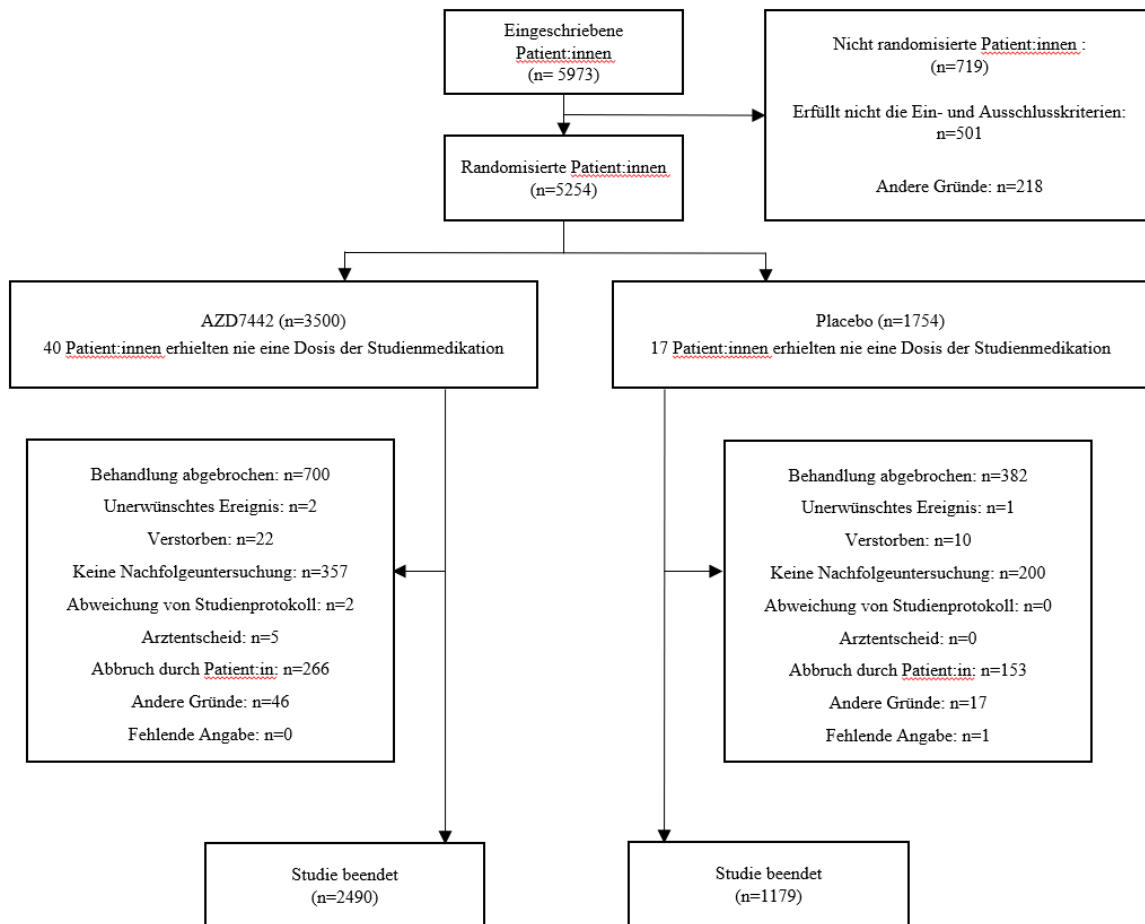 Eingeschriebene
Patient:innen
(n= 5973)
Nicht randomisierte Patient:innen :
(n=719)
Erfüllt nicht die Ein- und Ausschlusskriterien:
n=501
Andere Gründe: n=218
Randomisierte Patient:innen
(n=5254)
AZD7442 (n=3500)
40 Patient:innen erhielten nie eine Dosis der Studienmedikation
Placebo (n=1754)
17 Patient:innen erhielten nie eine Dosis der Studienmedikation
Behandlung abgebrochen: n=700
Unerwünschtes Ereignis: n=2
Verstorben: n=22
Keine Nachfolgeuntersuchung: n=357
Abweichung von Studienprotokoll: n=2
Arztentscheid: n=5
Abbruch durch Patient:in: n=266
Andere Gründe: n=46
Fehlende Angabe: n=0
Behandlung abgebrochen: n=382
Unerwünschtes Ereignis: n=1
Verstorben: n=10
Keine Nachfolgeuntersuchung: n=200
Abweichung von Studienprotokoll: n=0
Arztentscheid: n=0
Abbruch durch Patient:in: n=153
Andere Gründe: n=17
Fehlende Angabe: n=1
Studie beendet
(n=2490)
Studie beendet
(n=1179)